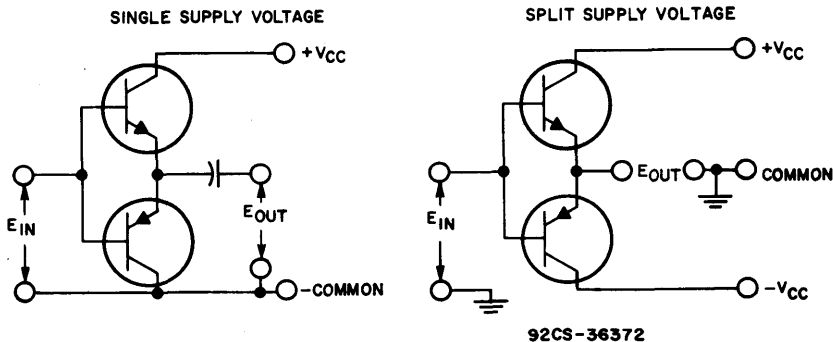 SINGLE SUPPLY VOLTAGE
+VCC
EIN
EOUT
-COMMON
SPLIT SUPPLY VOLTAGE
+VCC
EIN
EOUT
COMMON
-VCC
92CS-36372